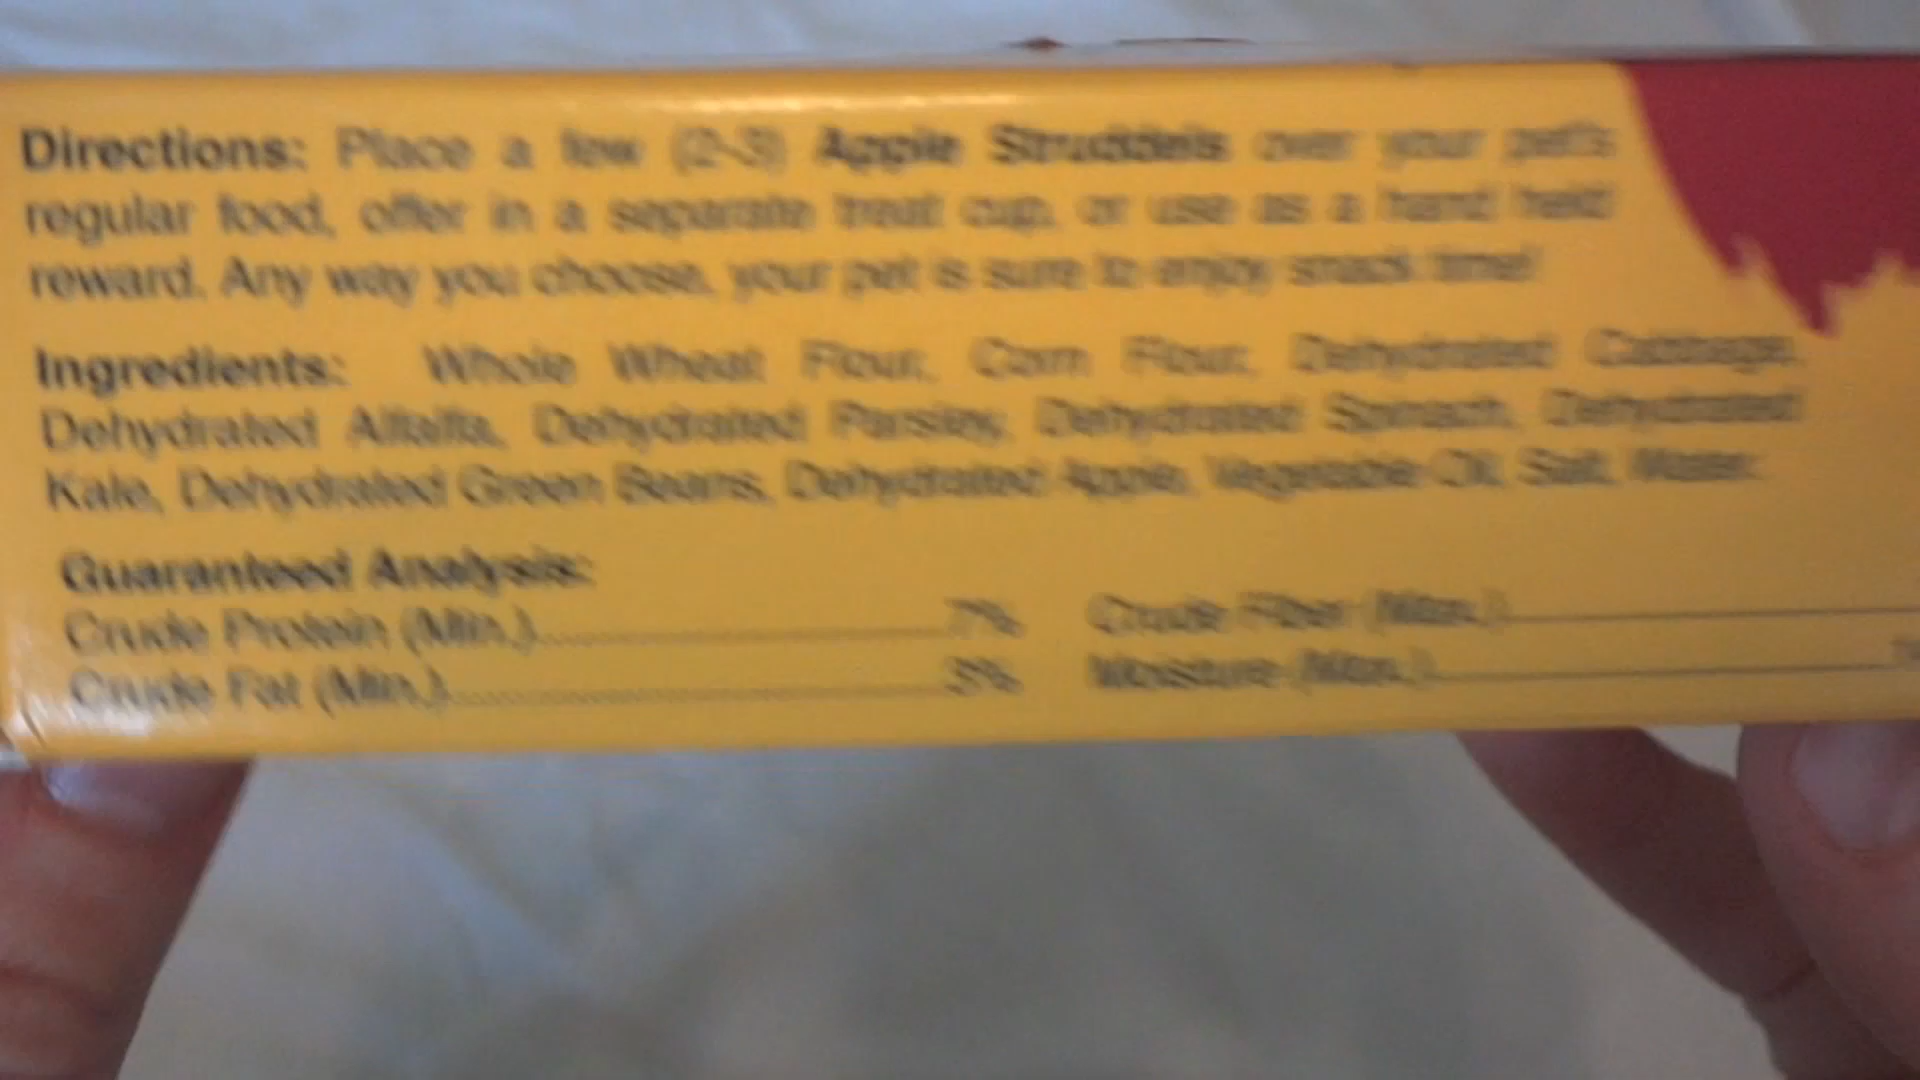 Directions: Place a few (2-3) Apple Struddels over your pet's
regular food, offer in a separate treat cup, or use as a hand held
reward. Any way you choose, your pet is sure to enjoy snack time!
Ingredients: Whole Wheat Flour, Corn Flour, Dehydrated Cabbage,
Dehydrated Alfalfa, Dehydrated Parsley, Dehydrated Spinach, Dehydrated
Kale, Dehydrated Green Beans, Dehydrated Apple, Vegetable Oil, Salt, Water.
Guaranteed Analysis:
Crude Protein (Min.)........7% Crude Fiber (Max.)........
Crude Fat (Min.)........3% Moisture (Max.)........